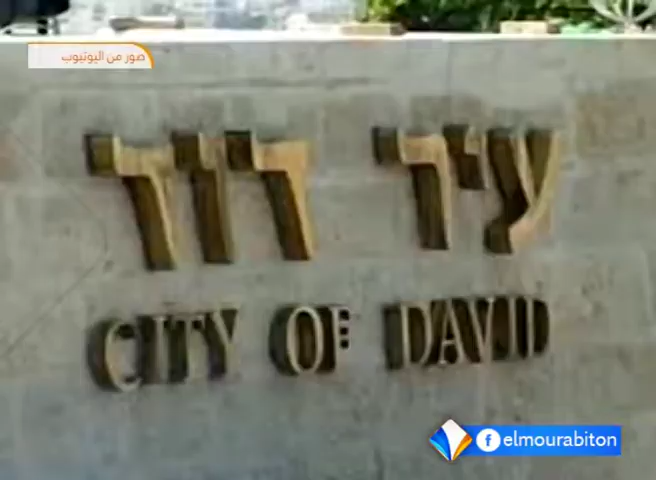 صور من اليوتيوب
עיר דוד
CITY OF DAVID
elmourabiton